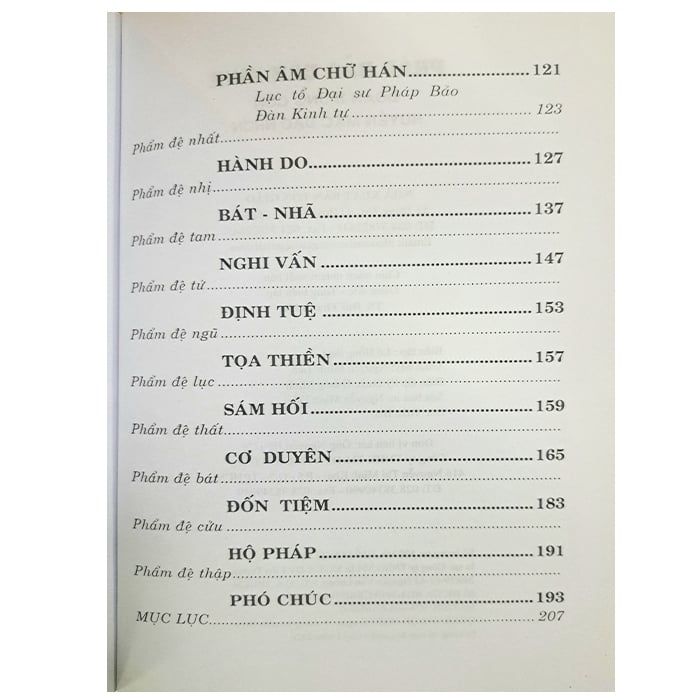 PHẦN ÂM CHỮ HÁN..............................121
Lục tổ Đại sư Pháp Bảo
Đàn Kinh tự..............................123
Phẩm đệ nhất..............................
HÀNH DO..............................127
Phẩm đệ nhị..............................
BÁT - NHÃ..............................137
Phẩm đệ tam..............................
NGHI VẤN..............................147
Phẩm đệ tứ..............................
ĐỊNH TUỆ..............................153
Phẩm đệ ngũ..............................
TỌA THIỀN..............................157
Phẩm đệ lục..............................
SÁM HỐI..............................159
Phẩm đệ thất..............................
CƠ DUYÊN..............................165
Phẩm đệ bát..............................
ĐỐN TIỆM..............................183
Phẩm đệ cửu..............................
HỘ PHÁP..............................191
Phẩm đệ thập..............................
PHÓ CHÚC..............................193
MỤC LỤC..............................207